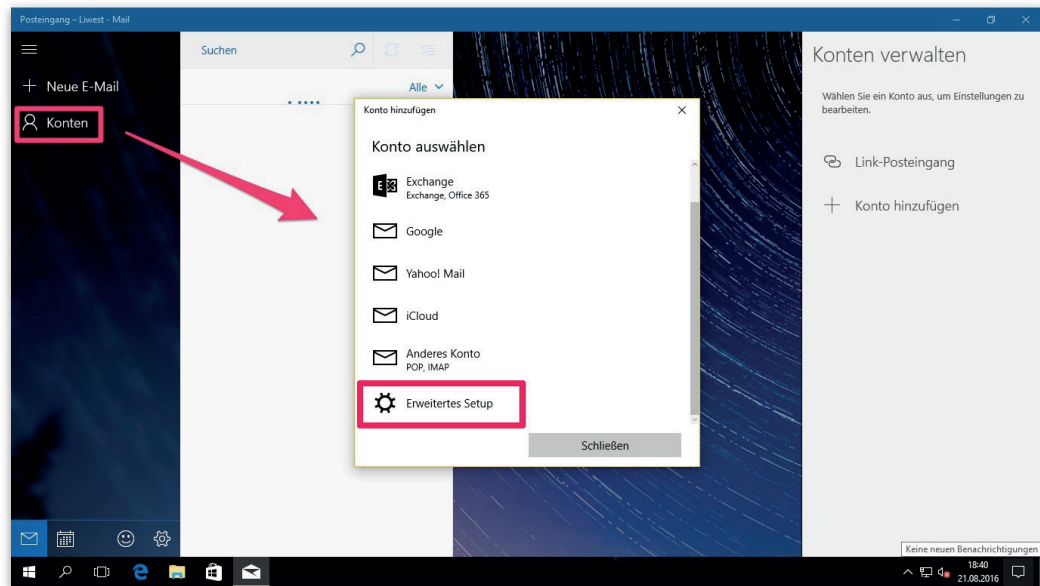 Posteingang – Liwest - Mail
Suchen
Konten verwalten
Neue E-Mail
Alle
Wählen Sie ein Konto aus, um Einstellungen zu
bearbeiten.
Konten
Konto hinzufügen
Konto auswählen
Exchange
Exchange, Office 365
Google
Yahoo! Mail
iCloud
Anderes Konto
POP, IMAP
Erweitertes Setup
Schließen
Link-Posteingang
Konto hinzufügen
Keine neuen Benachrichtigungen
18:40
21.08.2016